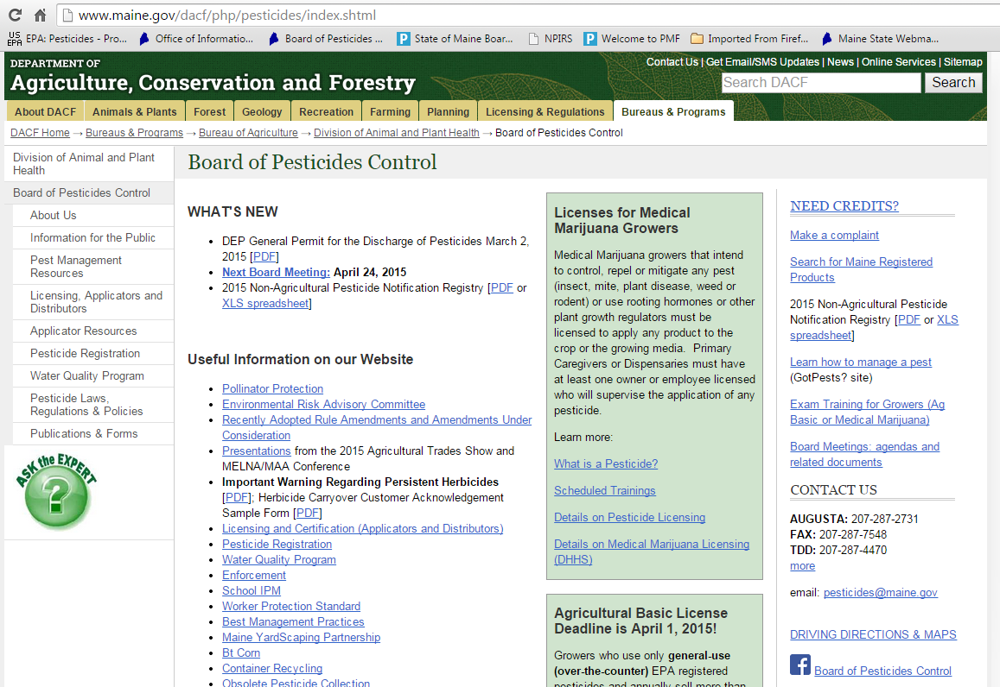 www.maine.gov/dacf/php/pesticides/index.shtml
US EPA EPA: Pesticides - Pro... Office of Informatio... Board of Pesticides ... State of Maine Boar... NPIRS Welcome to PMF Imported From Firef... Maine State Webma...
DEPARTMENT OF
Agriculture, Conservation and Forestry
Contact Us | Get Email/SMS Updates | News | Online Services | Sitemap
Search DACF Search
About DACF Animals & Plants Forest Geology Recreation Farming Planning Licensing & Regulations Bureaus & Programs
DACF Home → Bureaus & Programs → Bureau of Agriculture → Division of Animal and Plant Health → Board of Pesticides Control
Division of Animal and Plant
Health
Board of Pesticides Control
About Us
Information for the Public
Pest Management
Resources
Licensing, Applicators and
Distributors
Applicator Resources
Pesticide Registration
Water Quality Program
Pesticide Laws,
Regulations & Policies
Publications & Forms
ASK the EXPERT
?
Board of Pesticides Control
WHAT'S NEW
• DEP General Permit for the Discharge of Pesticides March 2,
2015 [PDF]
• Next Board Meeting: April 24, 2015
• 2015 Non-Agricultural Pesticide Notification Registry [PDF or
XLS spreadsheet]
Useful Information on our Website
• Pollinator Protection
• Environmental Risk Advisory Committee
• Recently Adopted Rule Amendments and Amendments Under
Consideration
• Presentations from the 2015 Agricultural Trades Show and
MELNA/MAA Conference
• Important Warning Regarding Persistent Herbicides
[PDF]; Herbicide Carryover Customer Acknowledgement
Sample Form [PDF]
• Licensing and Certification (Applicators and Distributors)
• Pesticide Registration
• Water Quality Program
• Enforcement
• School IPM
• Worker Protection Standard
• Best Management Practices
• Maine YardScaping Partnership
• Bt Corn
• Container Recycling
• Obsolete Pesticide Collection
Licenses for Medical
Marijuana Growers
Medical Marijuana growers that intend
to control, repel or mitigate any pest
(insect, mite, plant disease, weed or
rodent) or use rooting hormones or other
plant growth regulators must be
licensed to apply any product to the
crop or the growing media. Primary
Caregivers or Dispensaries must have
at least one owner or employee licensed
who will supervise the application of any
pesticide.
Learn more:
What is a Pesticide?
Scheduled Trainings
Details on Pesticide Licensing
Details on Medical Marijuana Licensing
(DHHS)
Agricultural Basic License
Deadline is April 1, 2015!
Growers who use only general-use
(over-the-counter) EPA registered
pesticides and annually sell more than
NEED CREDITS?
Make a complaint
Search for Maine Registered
Products
2015 Non-Agricultural Pesticide
Notification Registry [PDF or XLS
spreadsheet]
Learn how to manage a pest
(GotPests? site)
Exam Training for Growers (Ag
Basic or Medical Marijuana)
Board Meetings: agendas and
related documents
CONTACT US
AUGUSTA: 207-287-2731
FAX: 207-287-7548
TDD: 207-287-4470
more
email: pesticides@maine.gov
DRIVING DIRECTIONS & MAPS
Board of Pesticides Control